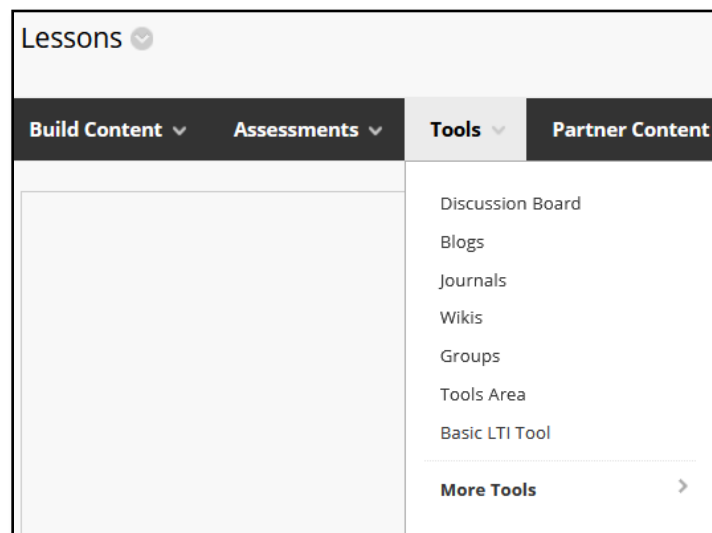 Lessons
Build Content Assessments Tools Partner Content
Discussion Board
Blogs
Journals
Wikis
Groups
Tools Area
Basic LTI Tool
More Tools